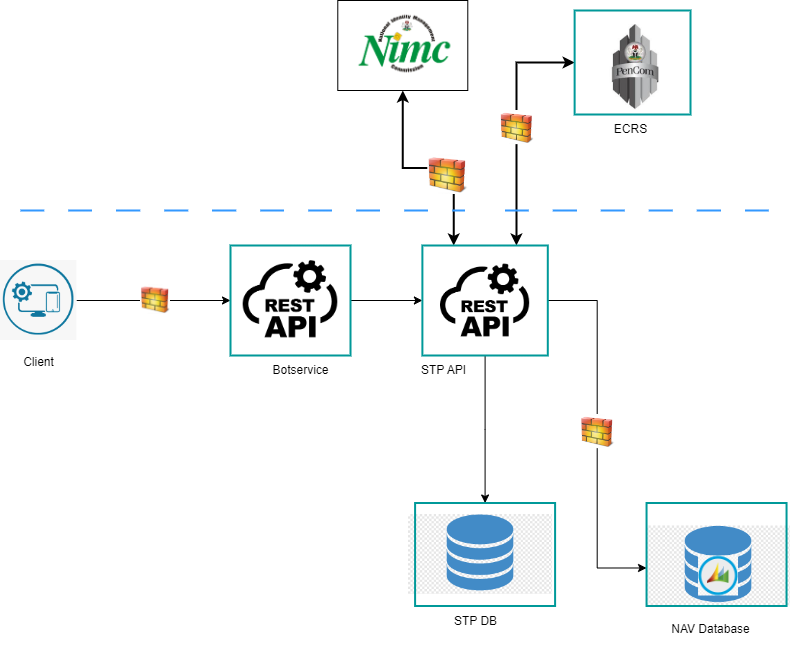 National Identity Management
Nimc
Commission
PenCom
ECRS
REST
API
REST
API
Client
Botservice
STP API
STP DB
NAV Database